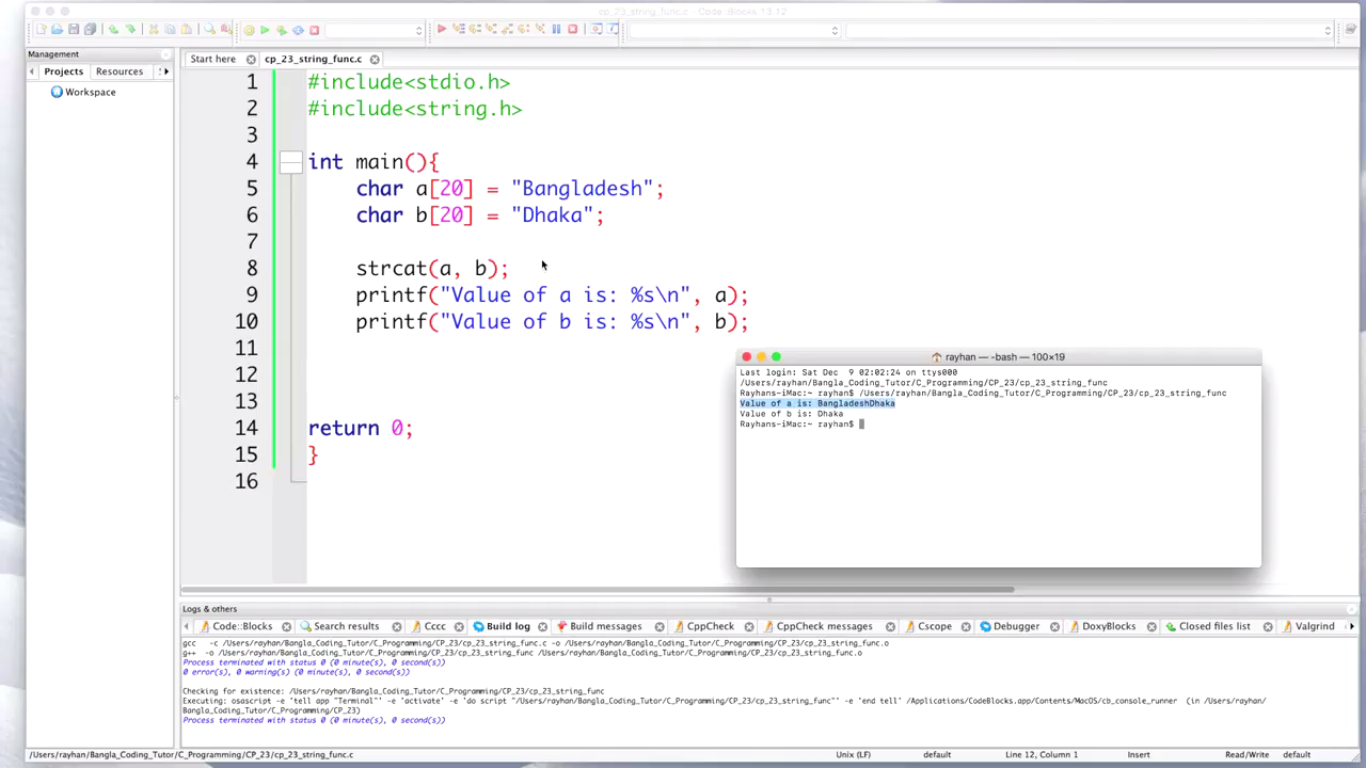 cp_23_string_func.c - Code::Blocks 13.12
Management
Projects Resources
Workspace
Start here cp_23_string_func.c
1 #include<stdio.h>
2 #include<string.h>
3
4 int main(){
5 char a[20] = "Bangladesh";
6 char b[20] = "Dhaka";
7
8 strcat(a, b);
9 printf("Value of a is: %s\n", a);
10 printf("Value of b is: %s\n", b);
11
12
13
14 return 0;
15 }
16
rayhan — -bash — 100×19
Last login: Sat Dec  9 02:02:24 on ttys000
/Users/rayhan/Bangla_Coding_Tutor/C_Programming/CP_23/cp_23_string_func
Rayhans-iMac:~ rayhan$ /Users/rayhan/Bangla_Coding_Tutor/C_Programming/CP_23/cp_23_string_func
Value of a is: BangladeshDhaka
Value of b is: Dhaka
Rayhans-iMac:~ rayhan$
Logs & others
Code::Blocks Search results Cccc Build log Build messages CppCheck CppCheck messages Cscope Debugger DoxyBlocks Closed files list Valgrind
gcc -c /Users/rayhan/Bangla_Coding_Tutor/C_Programming/CP_23/cp_23_string_func.c -o /Users/rayhan/Bangla_Coding_Tutor/C_Programming/CP_23/cp_23_string_func.o
g++ -o /Users/rayhan/Bangla_Coding_Tutor/C_Programming/CP_23/cp_23_string_func /Users/rayhan/Bangla_Coding_Tutor/C_Programming/CP_23/cp_23_string_func.o
Process terminated with status 0 (0 minute(s), 0 second(s))
0 error(s), 0 warning(s) (0 minute(s), 0 second(s))
Checking for existence: /Users/rayhan/Bangla_Coding_Tutor/C_Programming/CP_23/cp_23_string_func
Executing: osascript -e 'tell app "Terminal"' -e 'activate' -e 'do script "/Users/rayhan/Bangla_Coding_Tutor/C_Programming/CP_23/cp_23_string_func"' -e 'end tell' /Applications/CodeBlocks.app/Contents/MacOS/cb_console_runner (in /Users/rayhan/
Bangla_Coding_Tutor/C_Programming/CP_23)
Process terminated with status 0 (0 minute(s), 0 second(s))
/Users/rayhan/Bangla_Coding_Tutor/C_Programming/CP_23/cp_23_string_func.c Unix (LF) default Line 12, Column 1 Insert Read/Write default